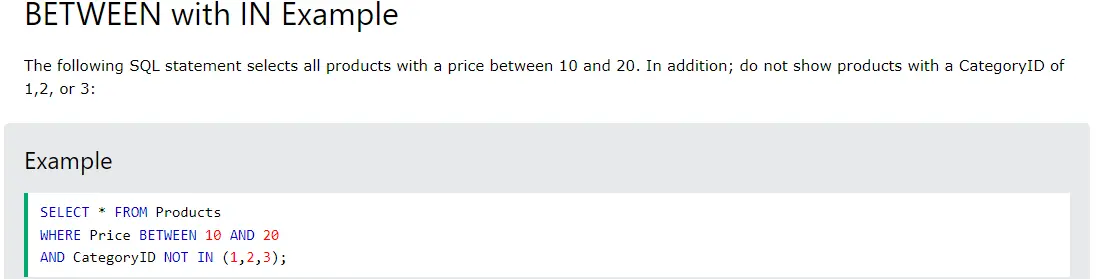 BETWEEN with IN Example
The following SQL statement selects all products with a price between 10 and 20. In addition; do not show products with a CategoryID of
1,2, or 3:
Example
SELECT * FROM Products
WHERE Price BETWEEN 10 AND 20
AND CategoryID NOT IN (1,2,3);